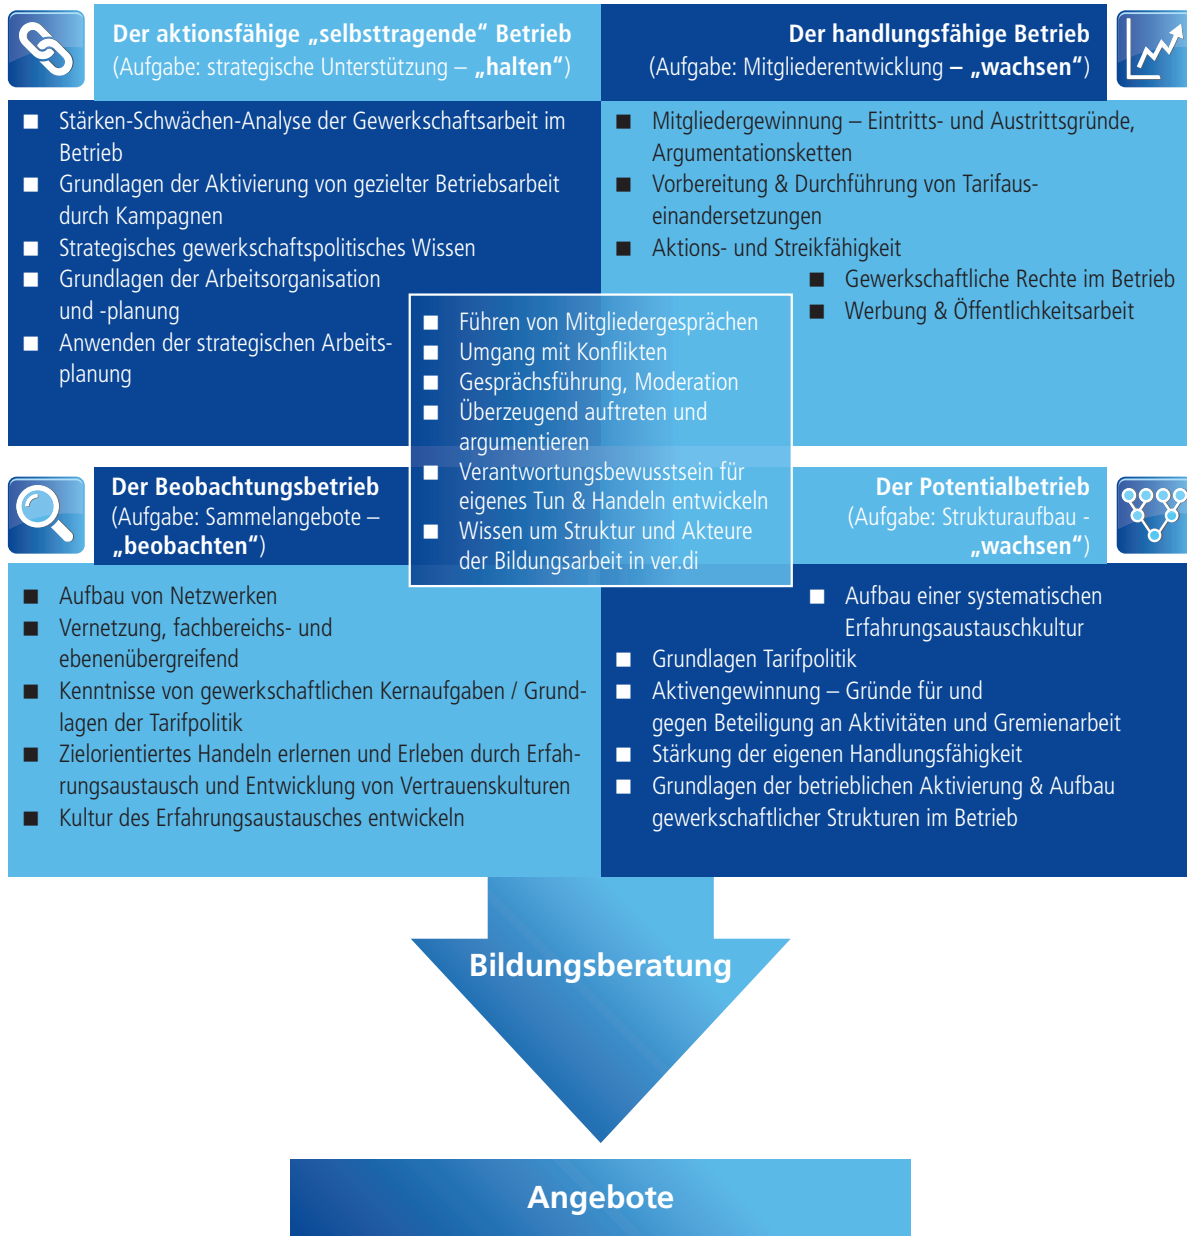 Der aktionsfähige „selbsttragende“ Betrieb
(Aufgabe: strategische Unterstützung – „halten“)
■ Stärken-Schwächen-Analyse der Gewerkschaftsarbeit im
Betrieb
■ Grundlagen der Aktivierung von gezielter Betriebsarbeit
durch Kampagnen
■ Strategisches gewerkschaftspolitisches Wissen
■ Grundlagen der Arbeitsorganisation
und -planung
■ Anwenden der strategischen Arbeits-
planung
Der handlungsfähige Betrieb
(Aufgabe: Mitgliederentwicklung – „wachsen“)
■ Mitgliedergewinnung – Eintritts- und Austrittsgründe,
Argumentationsketten
■ Vorbereitung & Durchführung von Tarifaus-
einandersetzungen
■ Aktions- und Streikfähigkeit
■ Gewerkschaftliche Rechte im Betrieb
■ Werbung & Öffentlichkeitsarbeit
■ Führen von Mitgliedergesprächen
■ Umgang mit Konflikten
■ Gesprächsführung, Moderation
■ Überzeugend auftreten und
argumentieren
■ Verantwortungsbewusstsein für
eigenes Tun & Handeln entwickeln
■ Wissen um Struktur und Akteure
der Bildungsarbeit in ver.di
Der Beobachtungsbetrieb
(Aufgabe: Sammelangebote –
„beobachten“)
■ Aufbau von Netzwerken
■ Vernetzung, fachbereichs- und
ebenenübergreifend
■ Kenntnisse von gewerkschaftlichen Kernaufgaben / Grund-
lagen der Tarifpolitik
■ Zielorientiertes Handeln erlernen und Erleben durch Erfah-
rungsaustausch und Entwicklung von Vertrauenskulturen
■ Kultur des Erfahrungsaustausches entwickeln
Der Potentialbetrieb
(Aufgabe: Strukturaufbau -
„wachsen“)
■ Aufbau einer systematischen
Erfahrungsaustauschkultur
■ Grundlagen Tarifpolitik
■ Aktivengewinnung – Gründe für und
gegen Beteiligung an Aktivitäten und Gremienarbeit
■ Stärkung der eigenen Handlungsfähigkeit
■ Grundlagen der betrieblichen Aktivierung & Aufbau
gewerkschaftlicher Strukturen im Betrieb
Bildungsberatung
Angebote